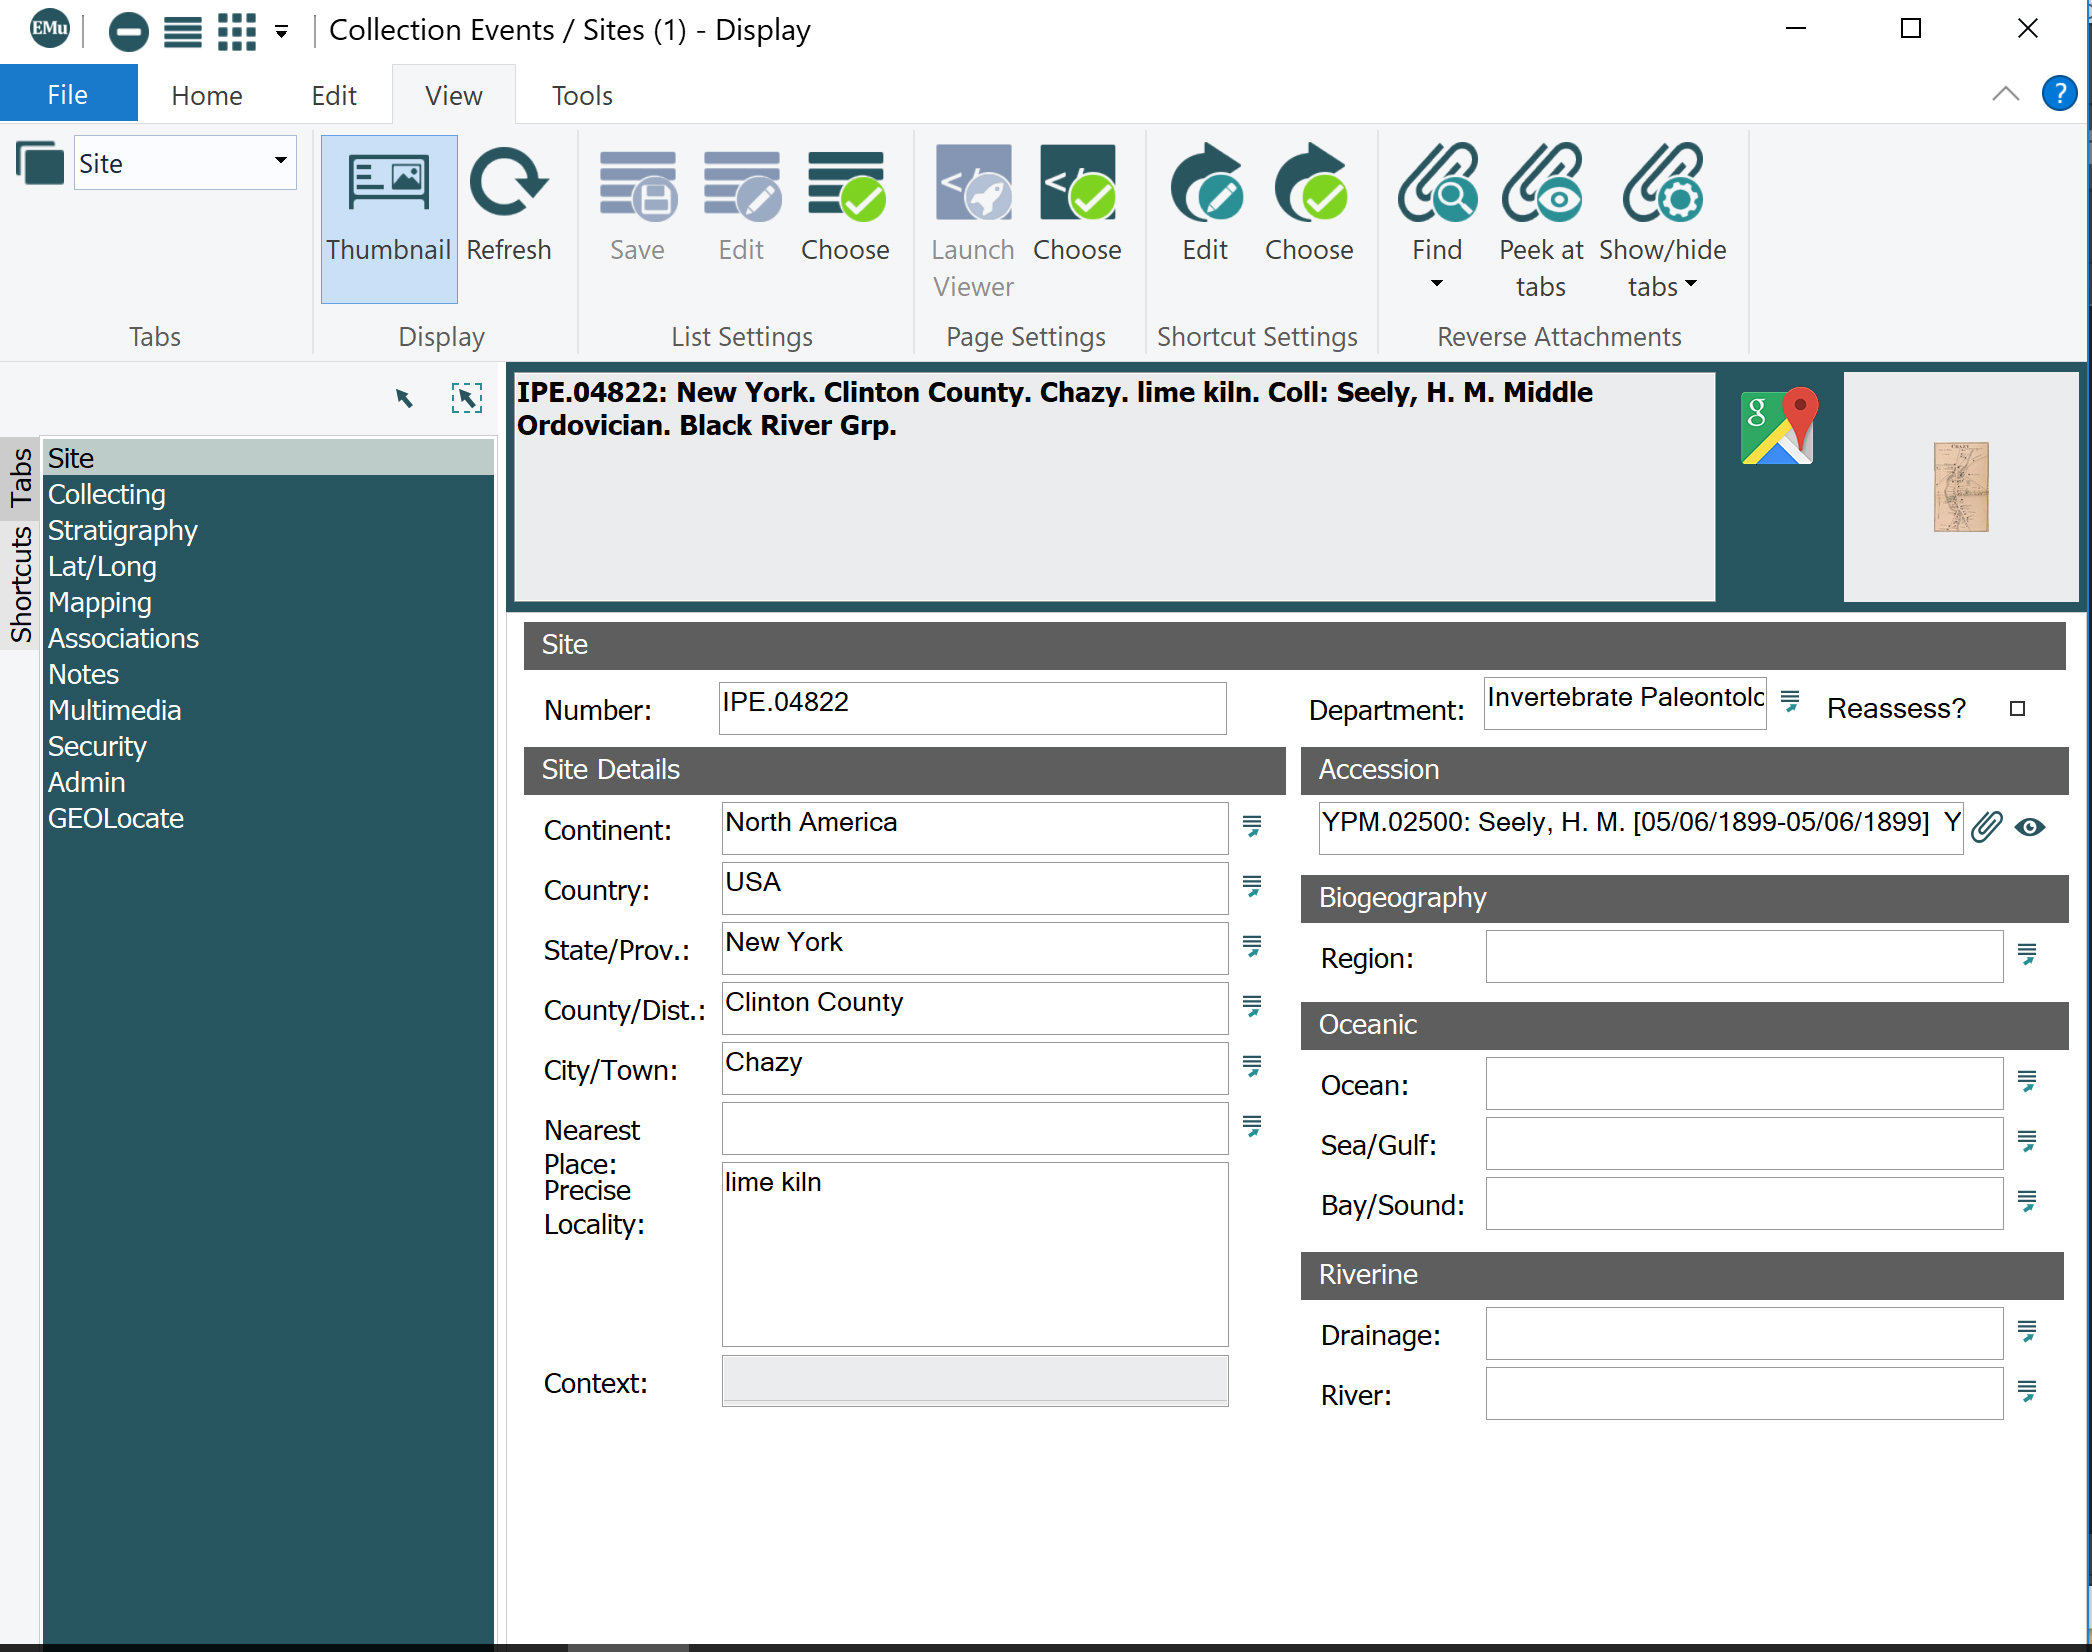 EMu
Collection Events / Sites (1) - Display
File
Home
Edit
View
Tools
?
Site
Thumbnail
Refresh
Save
Edit
Choose
Launch
Viewer
Choose
Edit
Choose
Find
Peek at
tabs
Show/hide
tabs
Tabs
Display
List Settings
Page Settings
Shortcut Settings
Reverse Attachments
Tabs
Shortcuts
Site
Collecting
Stratigraphy
Lat/Long
Mapping
Associations
Notes
Multimedia
Security
Admin
GEOLocate
IPE.04822: New York. Clinton County. Chazy. lime kiln. Coll: Seely, H. M. Middle
Ordovician. Black River Grp.
g
CHAZY
Site
Number:
IPE.04822
Department:
Invertebrate Paleontolo
Reassess?
Site Details
Continent:
North America
Country:
USA
State/Prov.:
New York
County/Dist.:
Clinton County
City/Town:
Chazy
Nearest
Place:
Precise
Locality:
lime kiln
Context:
Accession
YPM.02500: Seely, H. M. [05/06/1899-05/06/1899] Y
Biogeography
Region:
Oceanic
Ocean:
Sea/Gulf:
Bay/Sound:
Riverine
Drainage:
River: